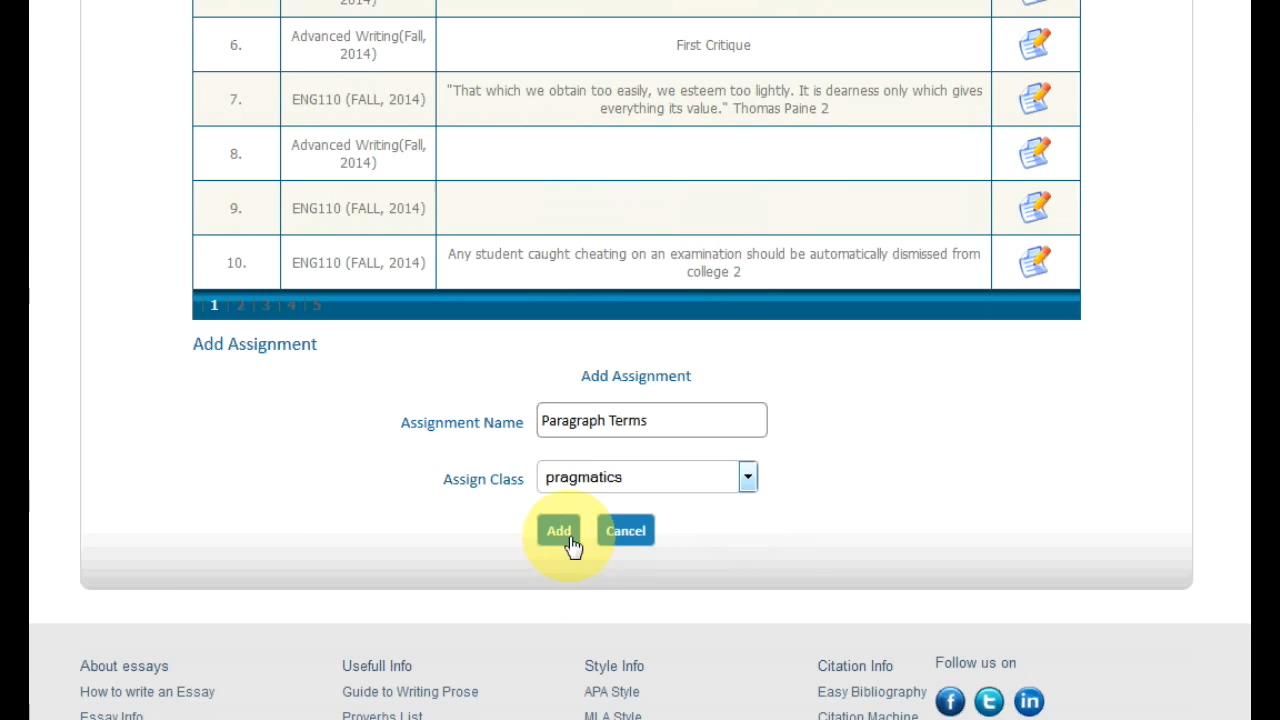 2014)
6.
Advanced Writing(Fall,
2014)
First Critique
7.
ENG110 (FALL, 2014)
"That which we obtain too easily, we esteem too lightly. It is dearness only which gives
everything its value." Thomas Paine 2
8.
Advanced Writing(Fall,
2014)
9.
ENG110 (FALL, 2014)
10.
ENG110 (FALL, 2014)
Any student caught cheating on an examination should be automatically dismissed from
college 2
| 1 | 2 | 3 | 4 | 5
Add Assignment
Add Assignment
Assignment Name
Paragraph Terms
Assign Class
pragmatics
Add
Cancel
About essays
Usefull Info
Style Info
Citation Info
Follow us on
How to write an Essay
Guide to Writing Prose
APA Style
Easy Bibliography
Essay Info
Proverbs List
MLA Style
Citation Machine
f
t
in